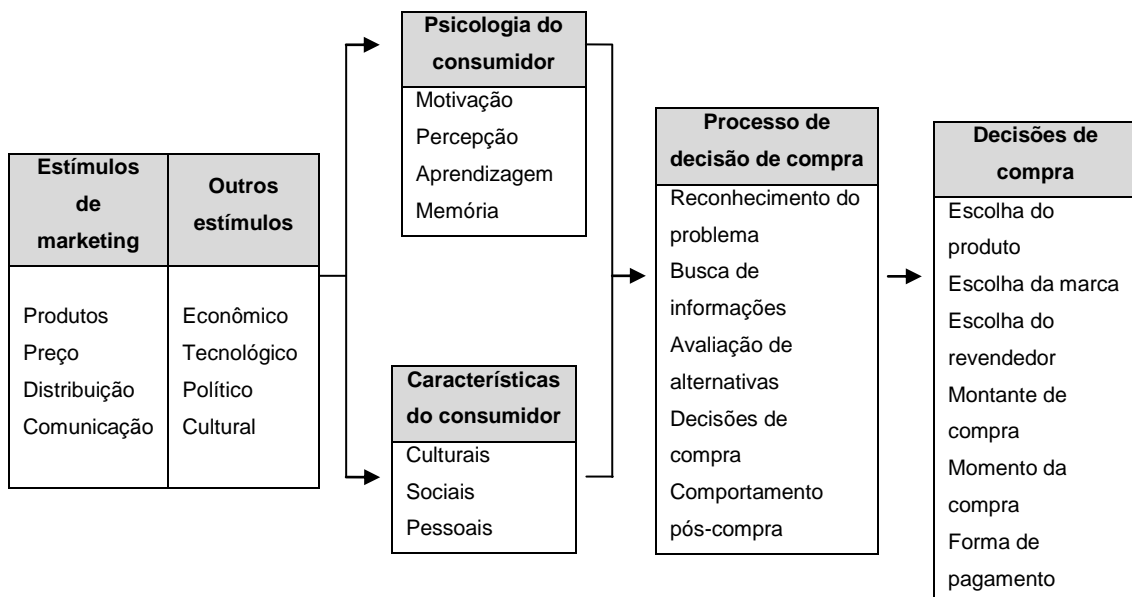 Estímulos
de
marketing
Produtos
Preço
Distribuição
Comunicação
Outros
estímulos
Econômico
Tecnológico
Político
Cultural
Psicologia do
consumidor
Motivação
Percepção
Aprendizagem
Memória
Características
do consumidor
Culturais
Sociais
Pessoais
Processo de
decisão de compra
Reconhecimento do
problema
Busca de
informações
Avaliação de
alternativas
Decisões de
compra
Comportamento
pós-compra
Decisões de
compra
Escolha do
produto
Escolha da marca
Escolha do
revendedor
Montante de
compra
Momento da
compra
Forma de
pagamento